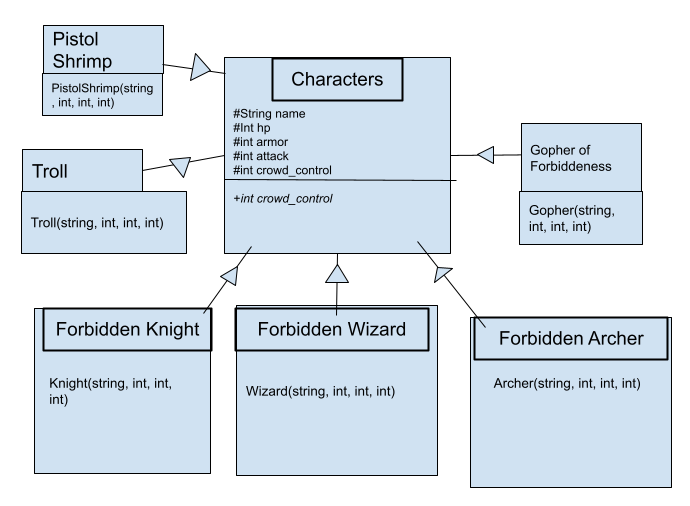 Pistol
Shrimp
PistolShrimp(string
, int, int, int)
Characters
#String name
#Int hp
#int armor
#int attack
#int crowd_control
+int crowd_control
Gopher of
Forbiddeness
Gopher(string,
int, int, int)
Troll
Troll(string, int, int, int)
Forbidden Knight
Knight(string, int, int,
int)
Forbidden Wizard
Wizard(string, int, int, int)
Forbidden Archer
Archer(string, int, int, int)